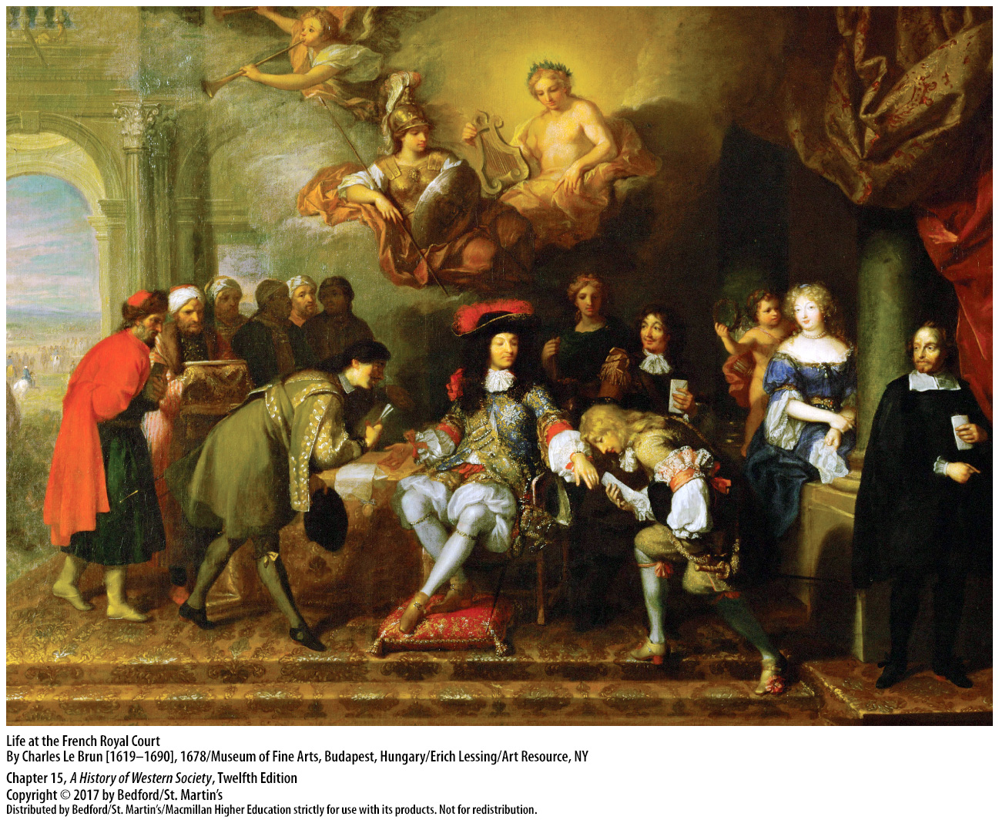 Life at the French Royal Court
By Charles Le Brun [1619–1690], 1678/Museum of Fine Arts, Budapest, Hungary/Erich Lessing/Art Resource, NY
Chapter 15, A History of Western Society, Twelfth Edition
Copyright © 2017 by Bedford/St. Martin’s
Distributed by Bedford/St. Martin’s/Macmillan Higher Education strictly for use with its products. Not for redistribution.